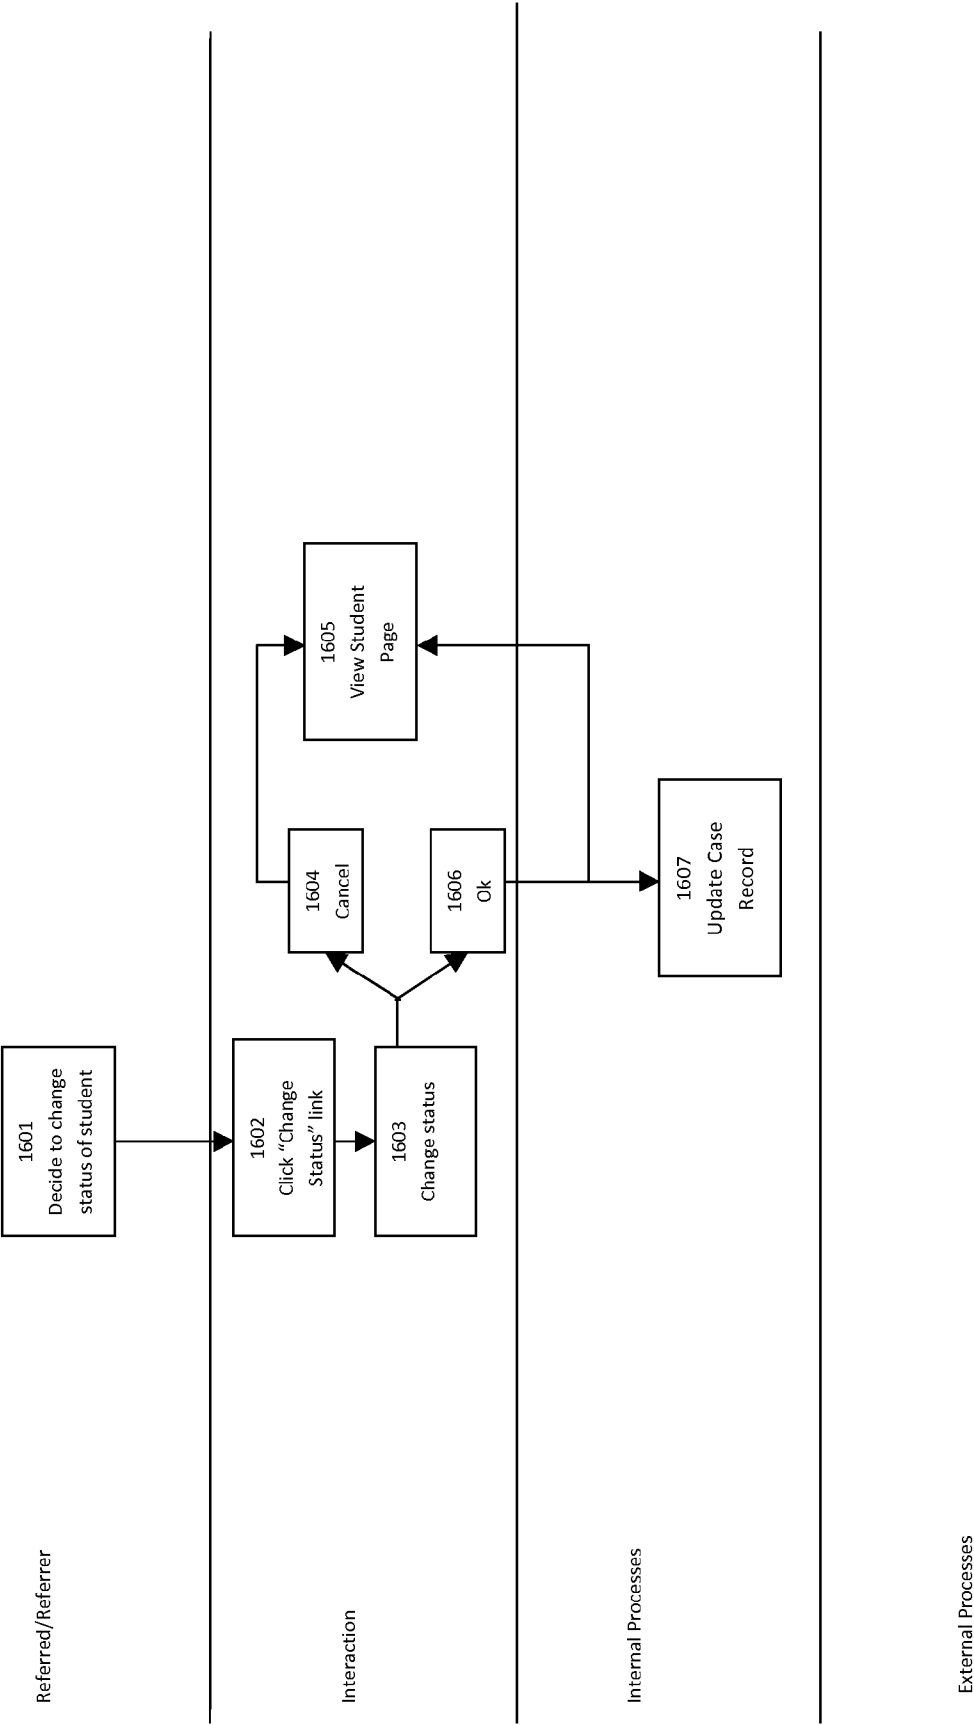 Referred/Referrer
1601
Decide to change
status of student
Interaction
1602
Click “Change
Status” link
1603
Change status
1604
Cancel
1606
Ok
1605
View Student
Page
Internal Processes
1607
Update Case
Record
External Processes